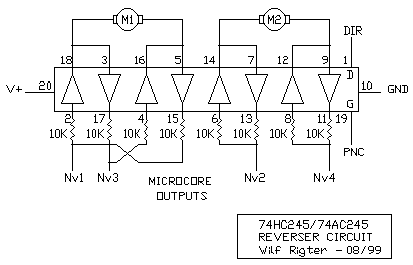 M1 M2 DIR
18 3 16 5 14 7 12 9 1
V+ 20 D 10 GND
G
2 17 4 15 6 13 8 11 19
10K 10K 10K 10K 10K 10K 10K 10K
PNC
Nv1 Nv3 MICROCORE OUTPUTS Nv2 Nv4
74HC245/74AC245
REVERSER CIRCUIT
Wilf Rigter - 08/99